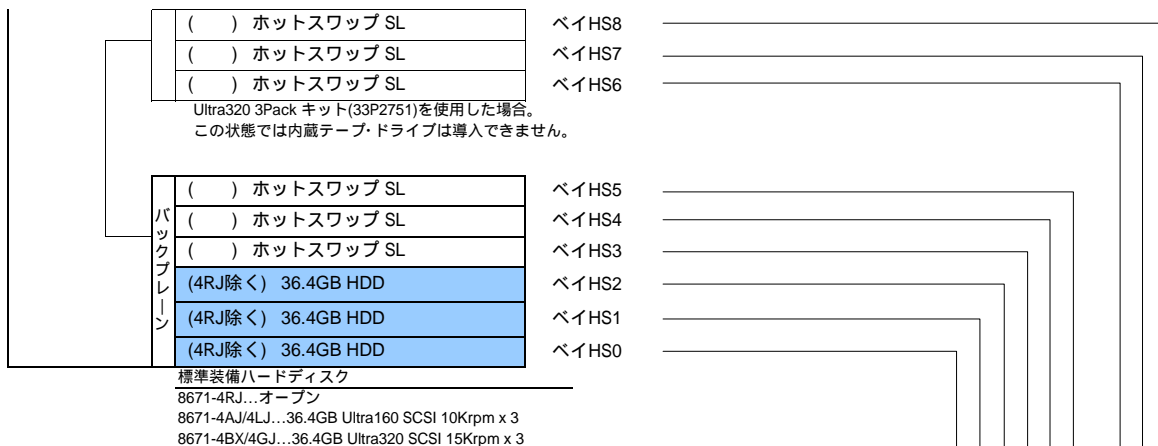 (　　) ホットスワップ SL　ベイHS8
(　　) ホットスワップ SL　ベイHS7
(　　) ホットスワップ SL　ベイHS6
Ultra320 3Pack キット(33P2751)を使用した場合。
この状態では内蔵テープ･ドライブは導入できません。
バックプレーン
(　　) ホットスワップ SL　ベイHS5
(　　) ホットスワップ SL　ベイHS4
(　　) ホットスワップ SL　ベイHS3
(4RJ除く) 36.4GB HDD　ベイHS2
(4RJ除く) 36.4GB HDD　ベイHS1
(4RJ除く) 36.4GB HDD　ベイHS0
標準装備ハードディスク
8671-4RJ…オープン
8671-4AJ/4LJ…36.4GB Ultra160 SCSI 10Krpm x 3
8671-4BX/4GJ…36.4GB Ultra320 SCSI 15Krpm x 3